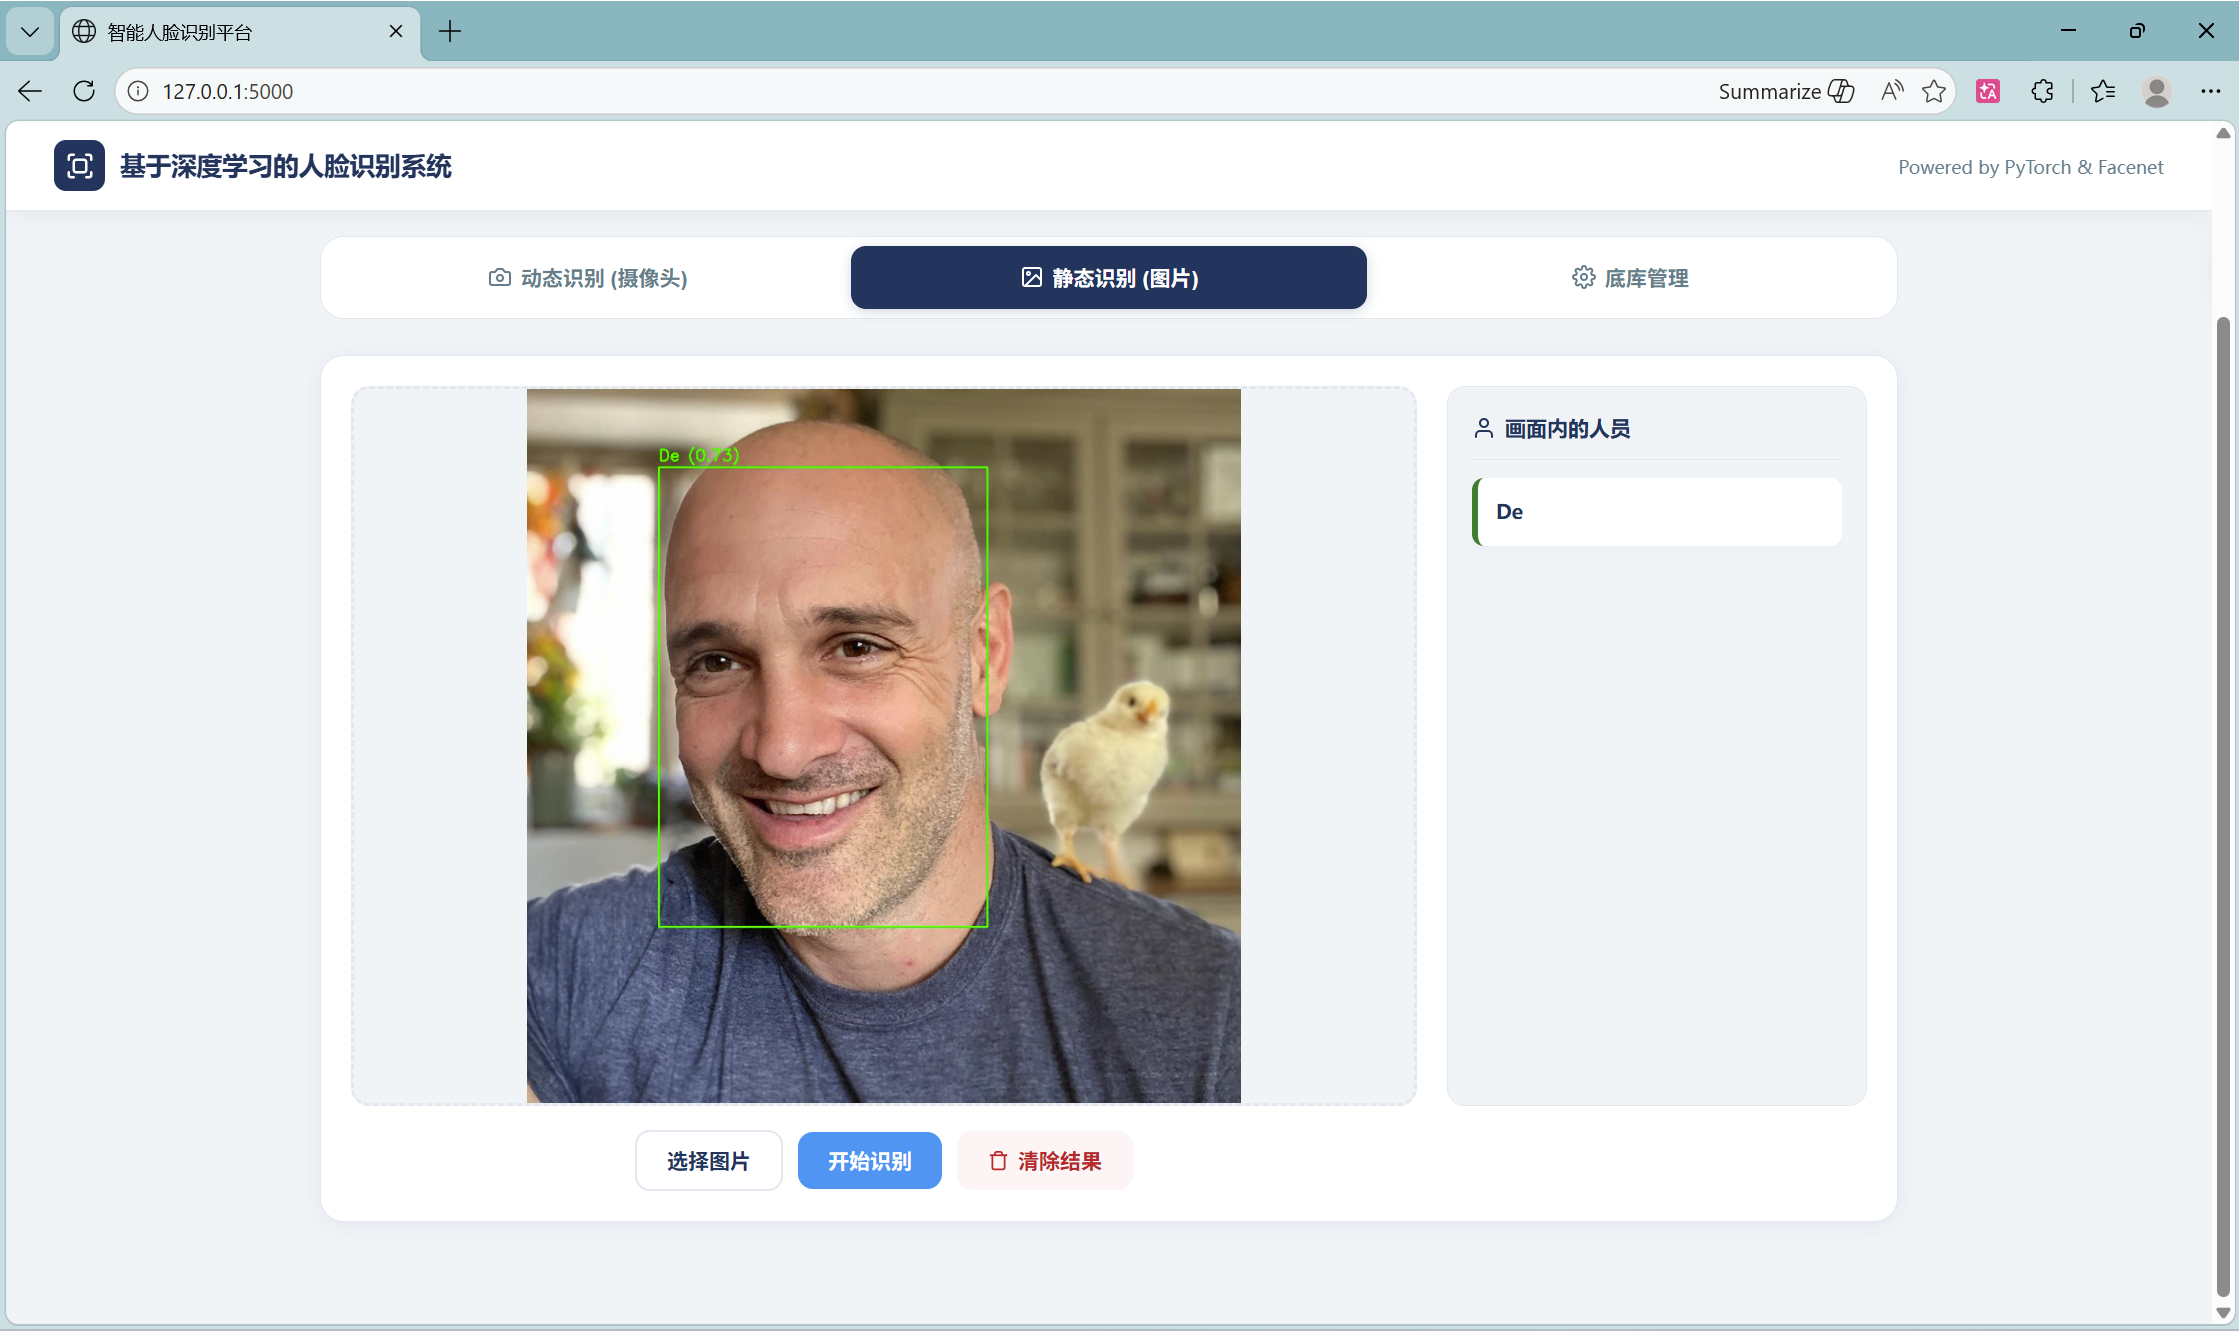 智能人脸识别平台
127.0.0.1:5000
Summarize
基于深度学习的人脸识别系统
Powered by PyTorch & Facenet
动态识别 (摄像头)
静态识别 (图片)
底库管理
De (0.73)
画面内的人员
De
选择图片
开始识别
清除结果